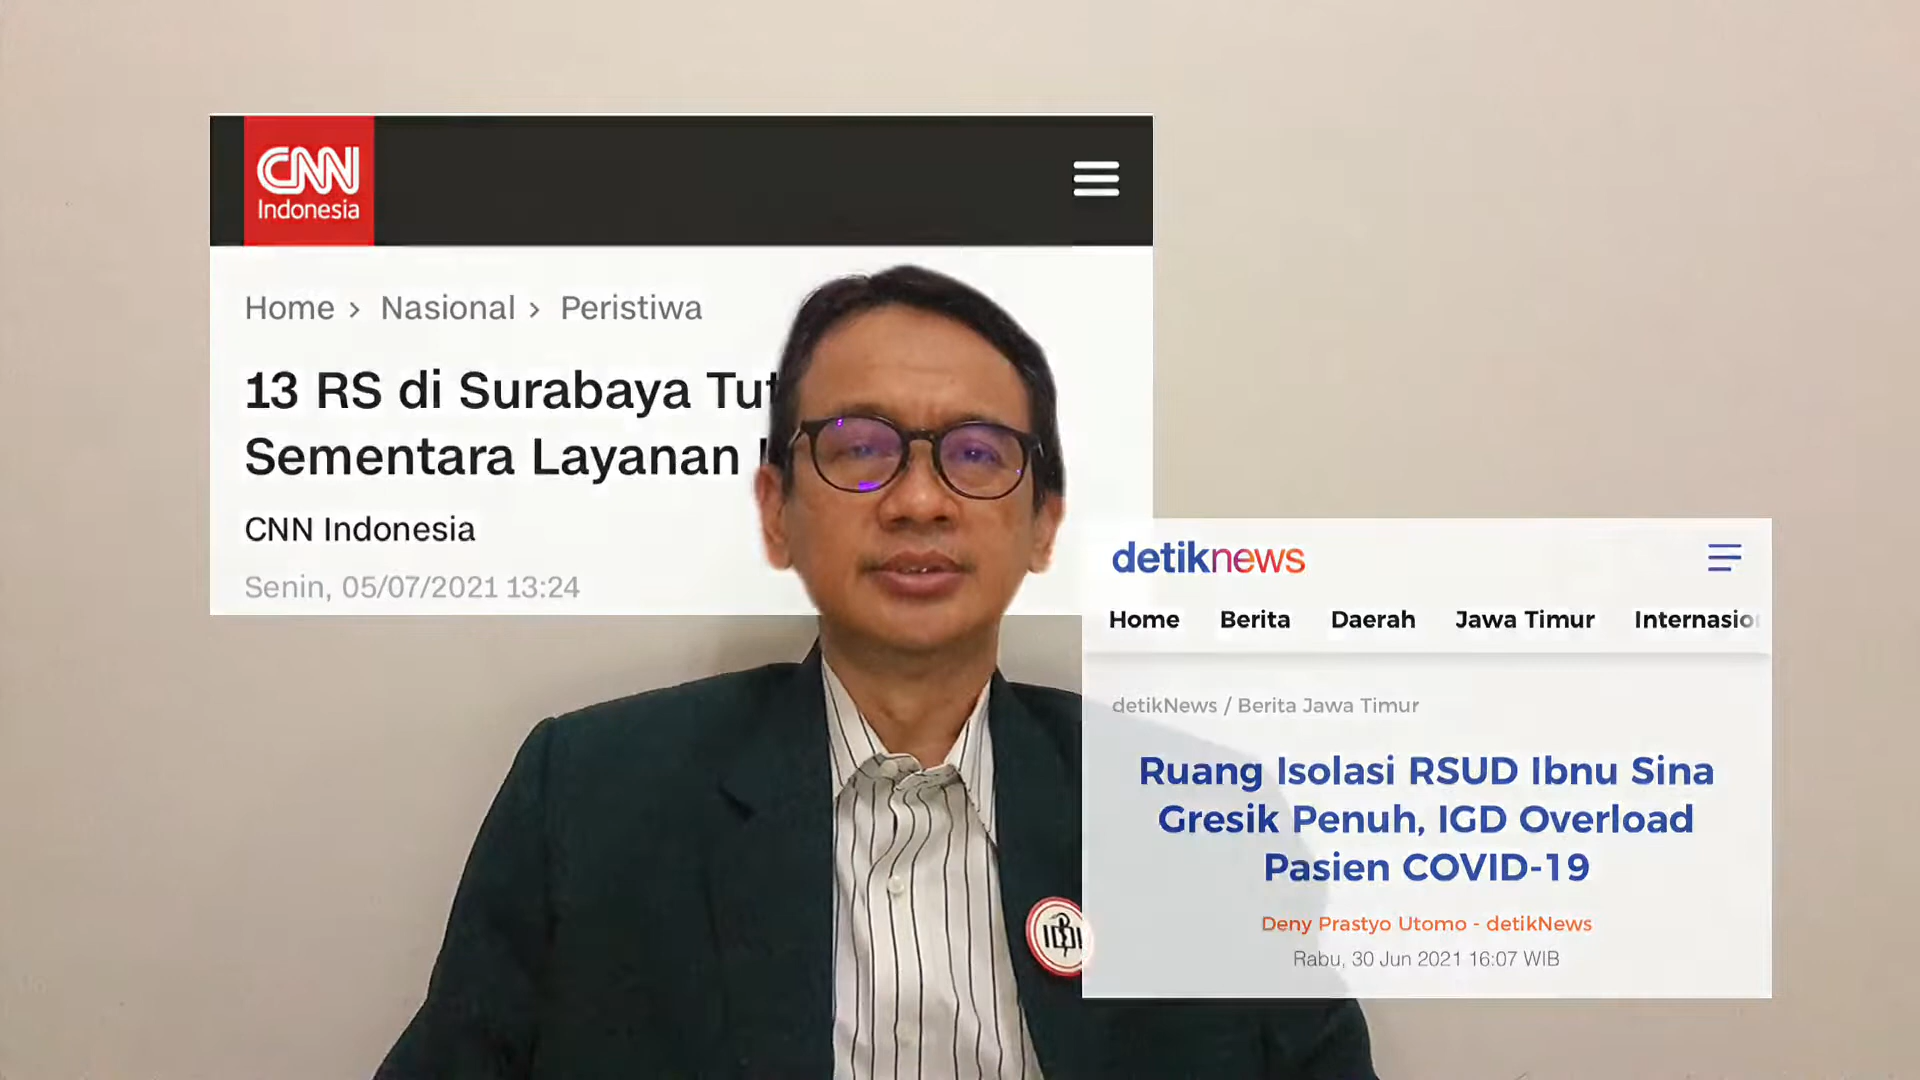 CNN
Indonesia
Home › Nasional › Peristiwa
13 RS di Surabaya
Sementara Layanan
CNN Indonesia
Senin, 05/07/2021 13:24
detiknews
Home Berita Daerah Jawa Timur
detikNews / Berita Jawa Timur
Ruang Isolasi RSUD Ibnu Sina
Gresik Penuh, IGD Overload
Pasien COVID-19
Deny Prastyo Utomo - detikNews
Rabu, 30 Jun 2021 16:07 WIB
IDI